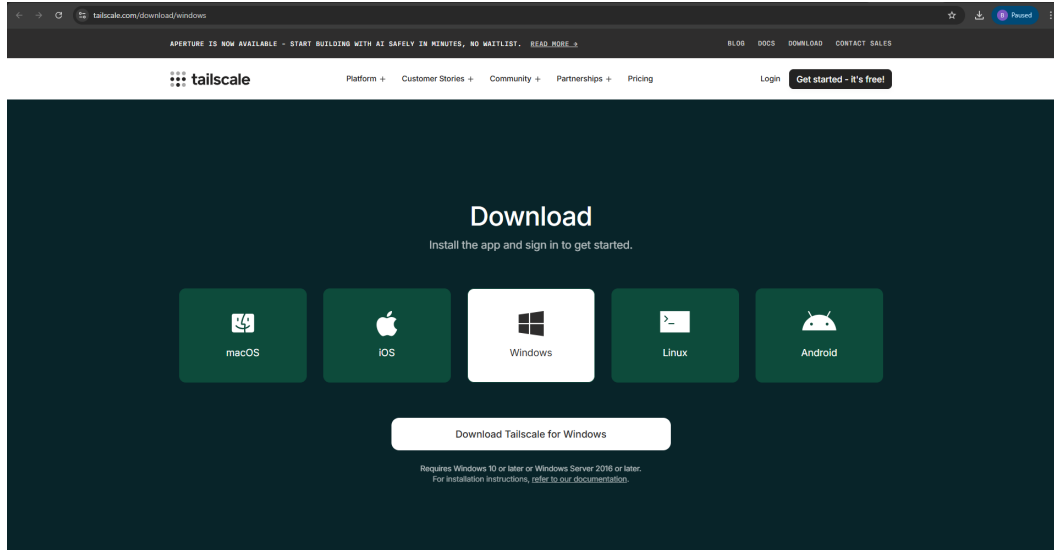 tailscale.com/download/windows
B Paused
APERTURE IS NOW AVAILABLE - START BUILDING WITH AI SAFELY IN MINUTES, NO WAITLIST. READ MORE →
BLOG DOCS DOWNLOAD CONTACT SALES
tailscale
Platform + Customer Stories + Community + Partnerships + Pricing
Login Get started - it's free!
Download
Install the app and sign in to get started.
macOS
iOS
Windows
Linux
Android
Download Tailscale for Windows
Requires Windows 10 or later or Windows Server 2016 or later.
For installation instructions, refer to our documentation.